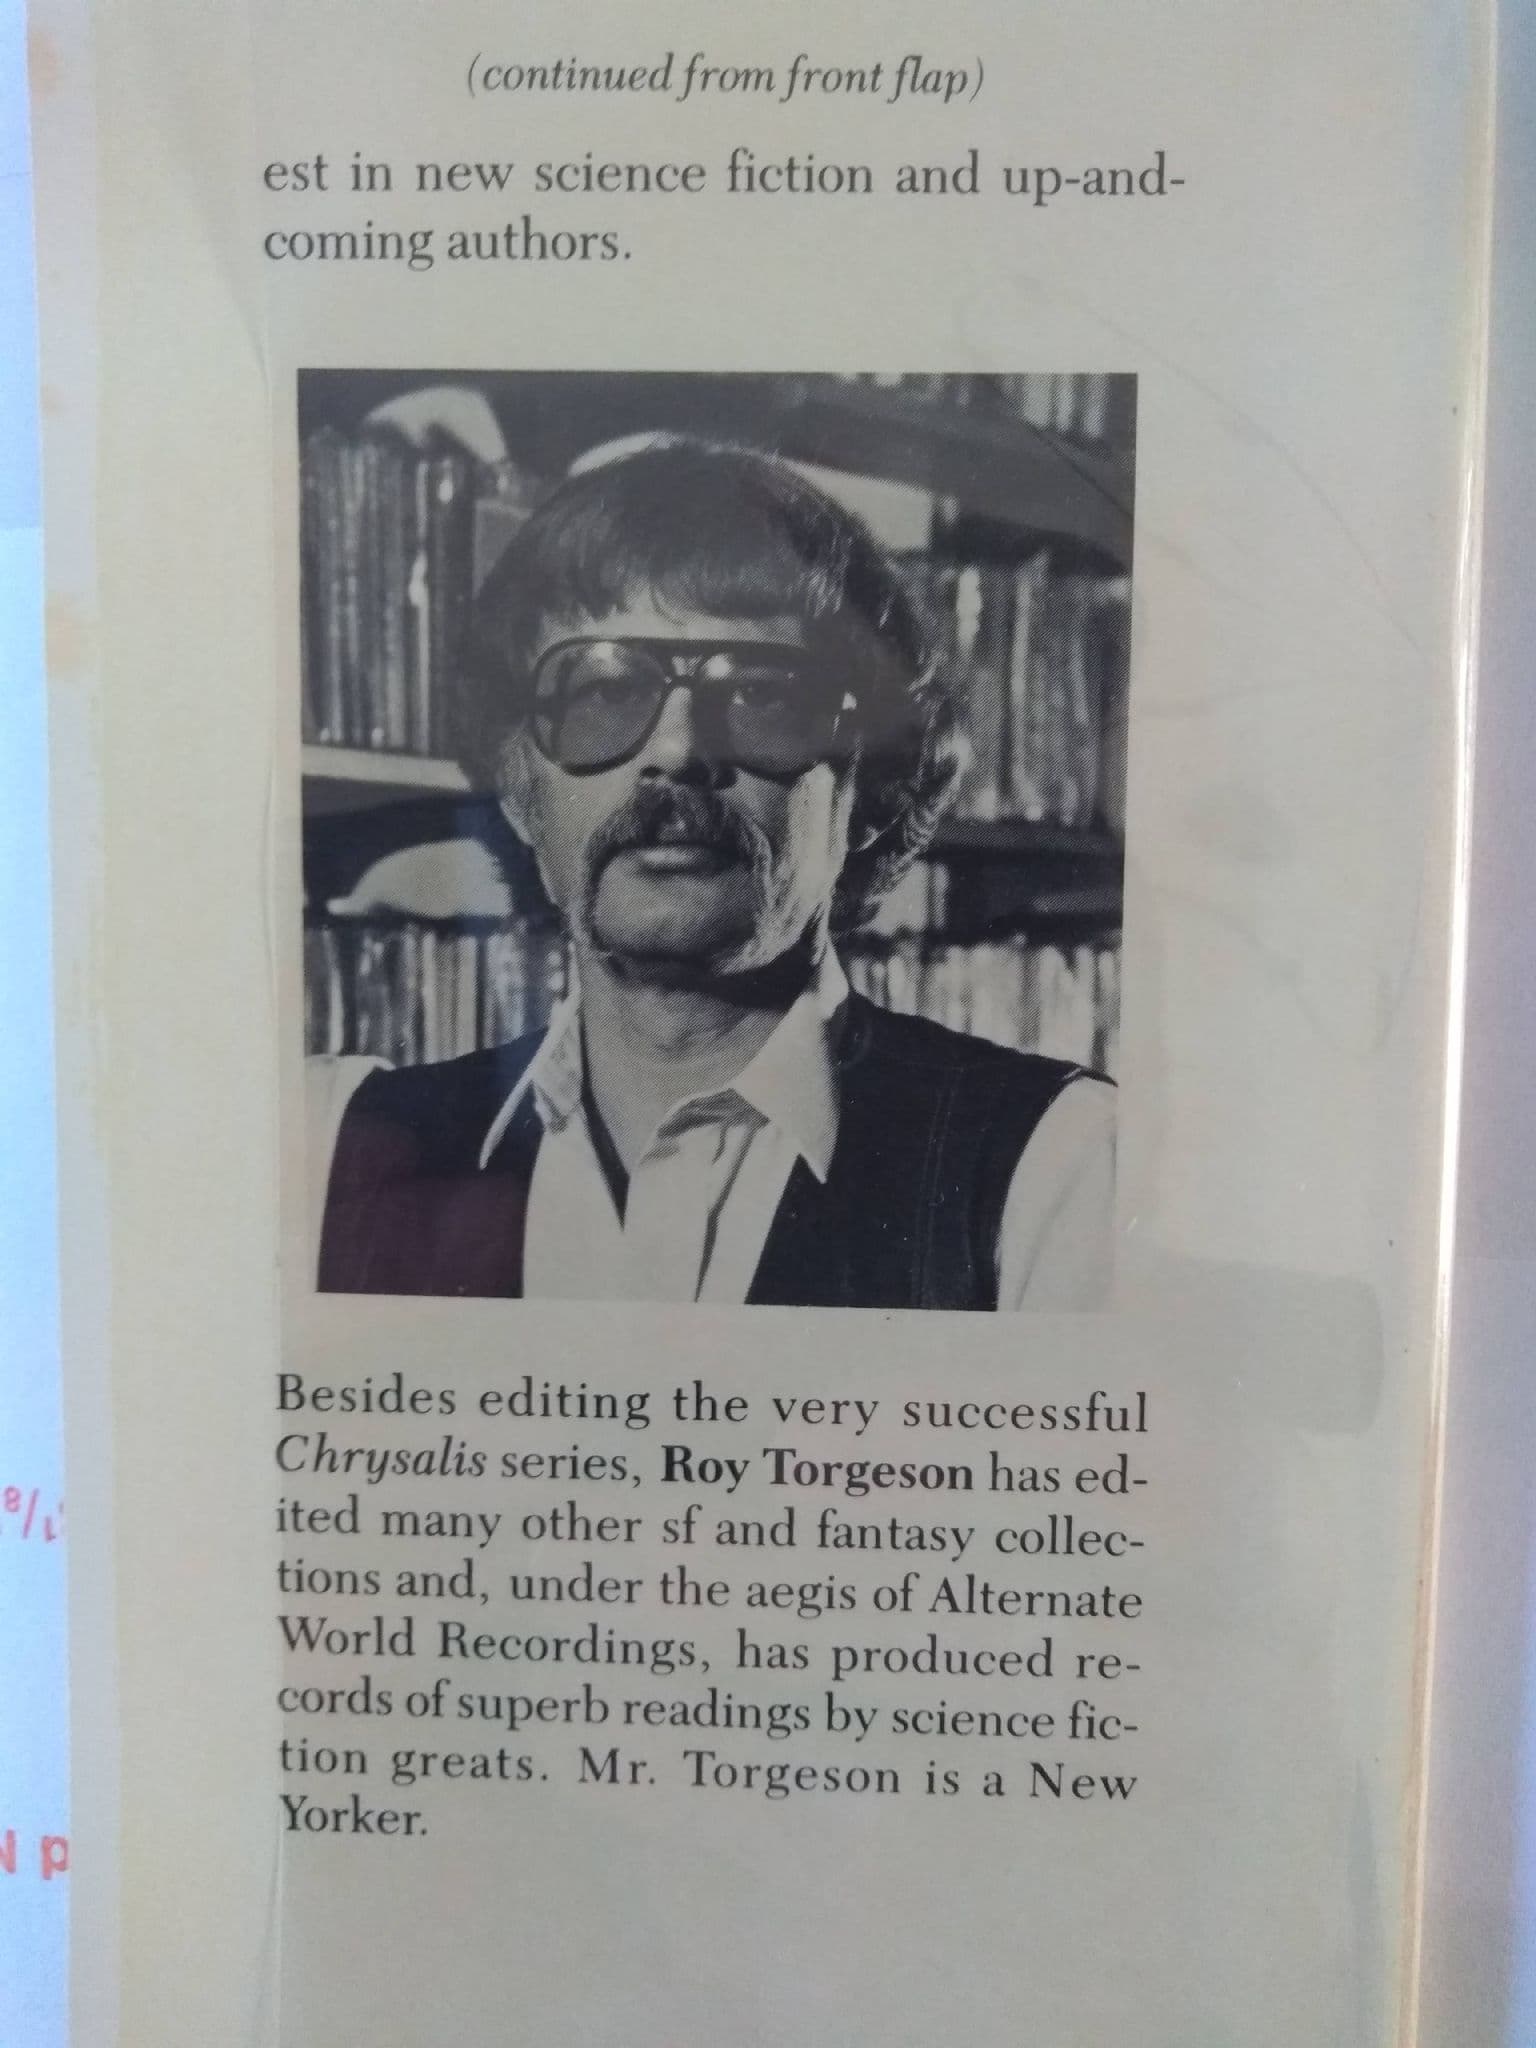 (continued from front flap)
est in new science fiction and up-and-
coming authors.
Besides editing the very successful
Chrysalis series, Roy Torgeson has ed-
ited many other sf and fantasy collec-
tions and, under the aegis of Alternate
World Recordings, has produced re-
cords of superb readings by science fic-
tion greats. Mr. Torgeson is a New
Yorker.